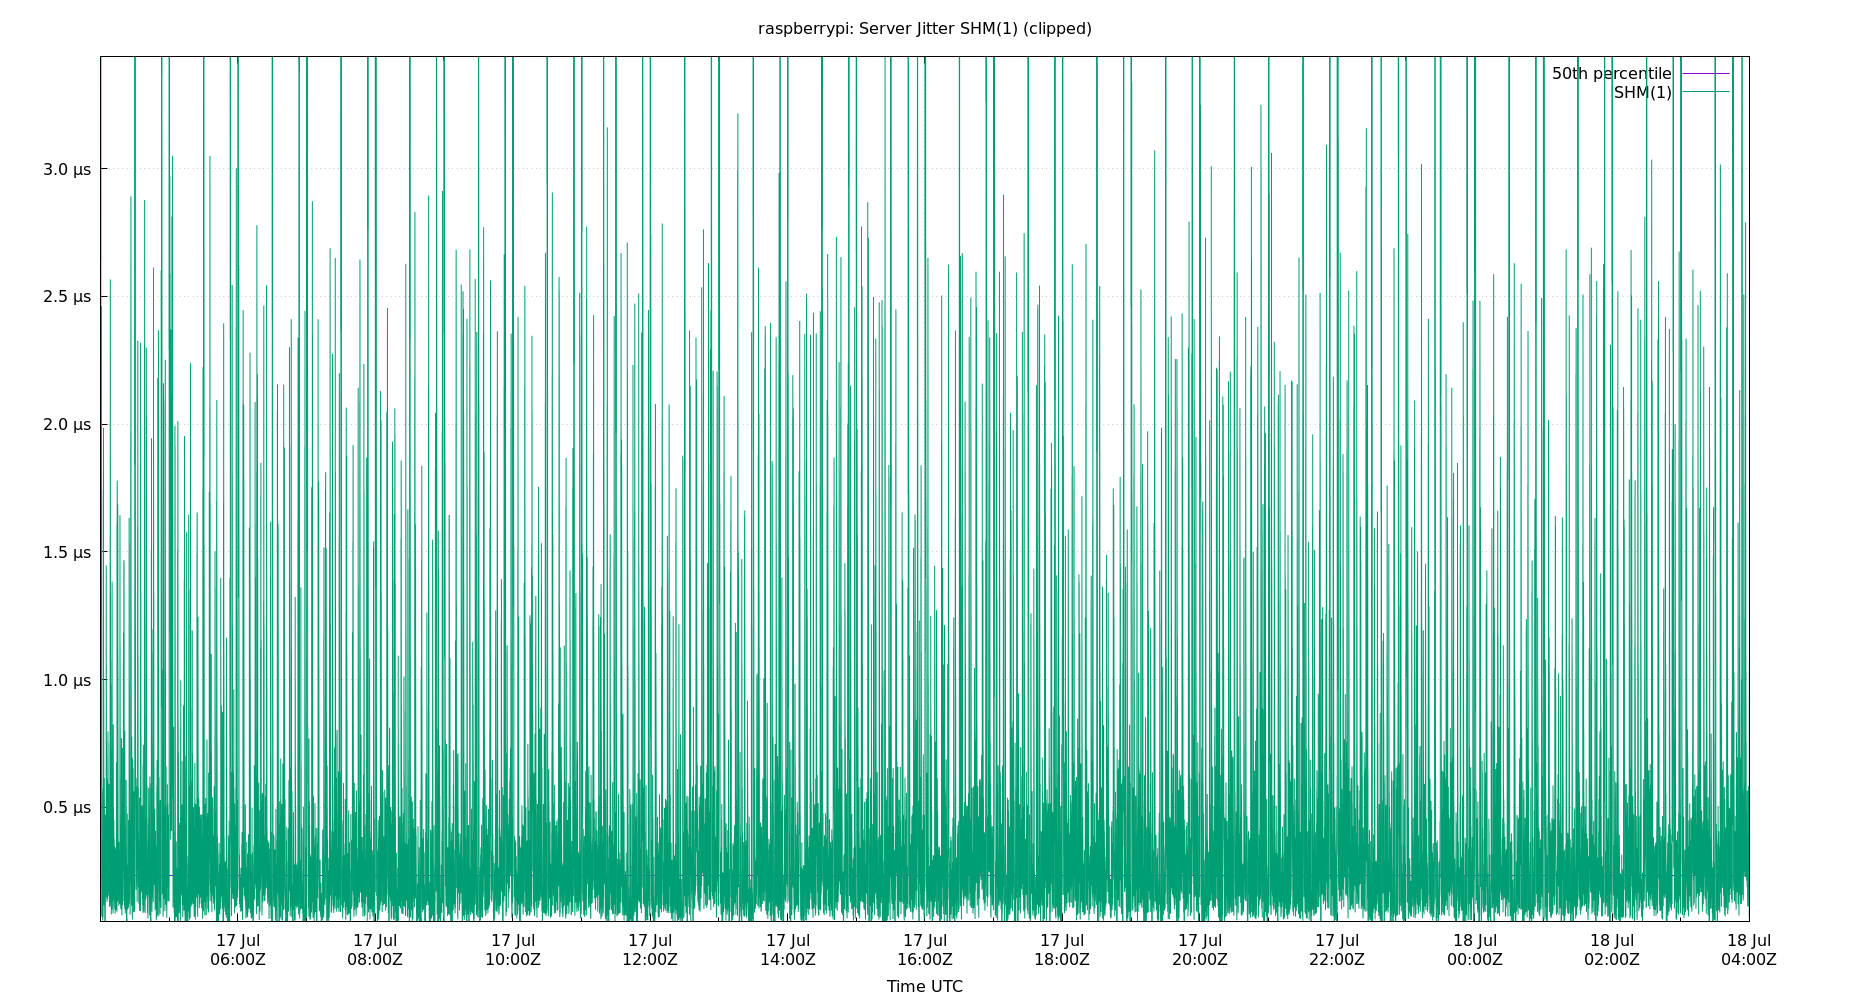 raspberrypi: Server Jitter SHM(1) (clipped)
50th percentile
SHM(1)
3.0 µs
2.5 µs
2.0 µs
1.5 µs
1.0 µs
0.5 µs
17 Jul 17 Jul 17 Jul 17 Jul 17 Jul 17 Jul 17 Jul 17 Jul 17 Jul 18 Jul 18 Jul 18 Jul
06:00Z 08:00Z 10:00Z 12:00Z 14:00Z 16:00Z 18:00Z 20:00Z 22:00Z 00:00Z 02:00Z 04:00Z
Time UTC